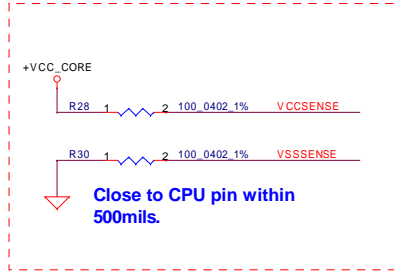 +VCC_CORE
R28 1 2 100_0402_1% VCCSENSE
R30 1 2 100_0402_1% VSSSENSE
Close to CPU pin within
500mils.